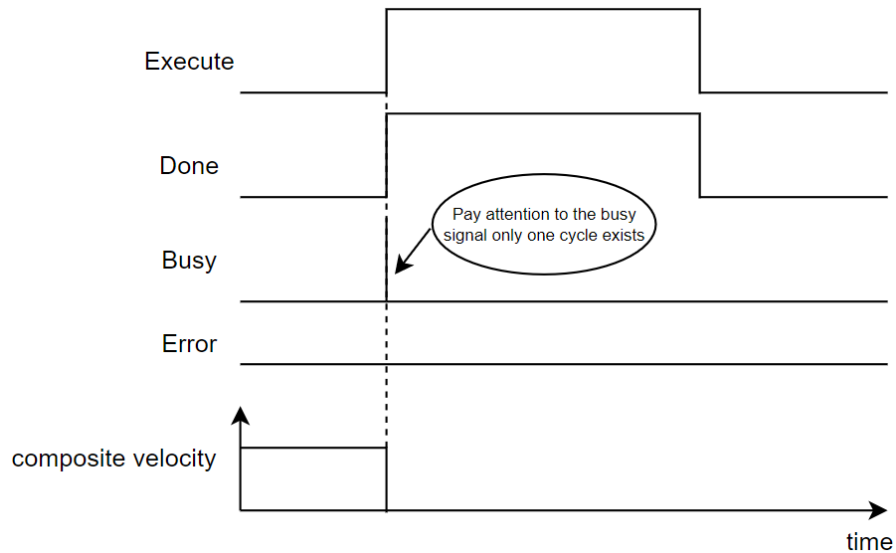 Execute
Done
Pay attention to the busy
signal only one cycle exists
Busy
Error
composite velocity
time